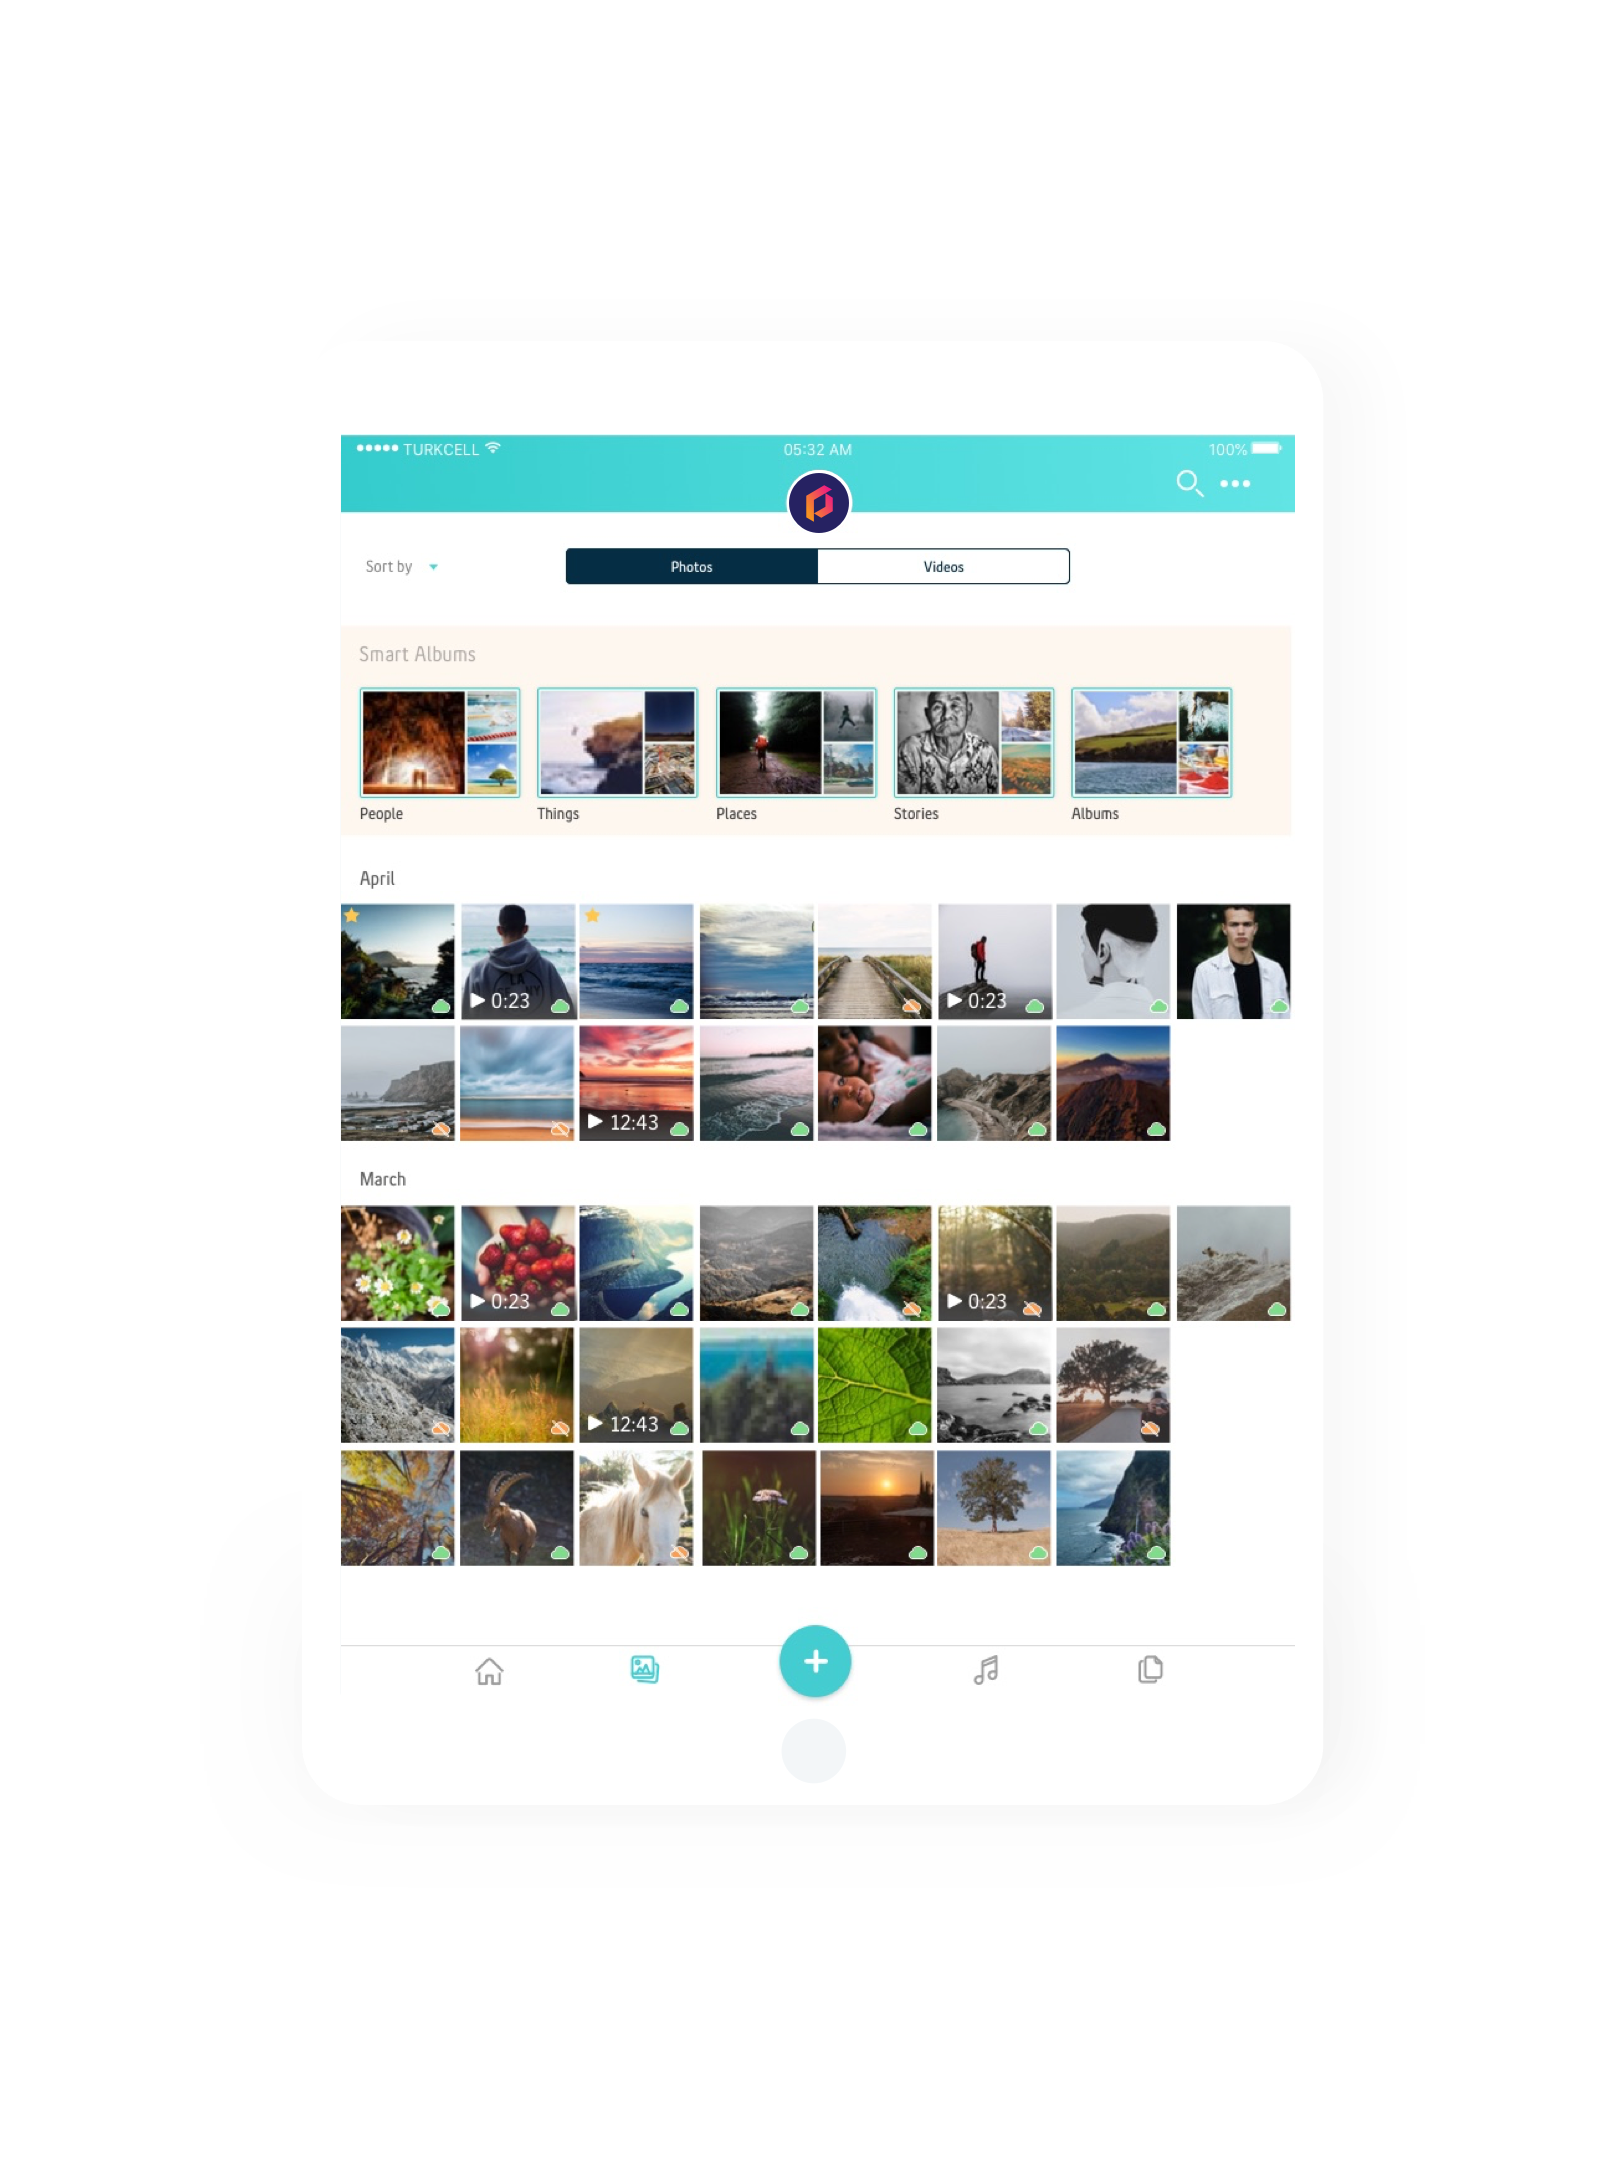 TURKCELL 05:32 AM 100%
Sort by Photos Videos
Smart Albums
People Things Places Stories Albums
April
0:23 0:23
12:43
March
0:23 0:23
12:43